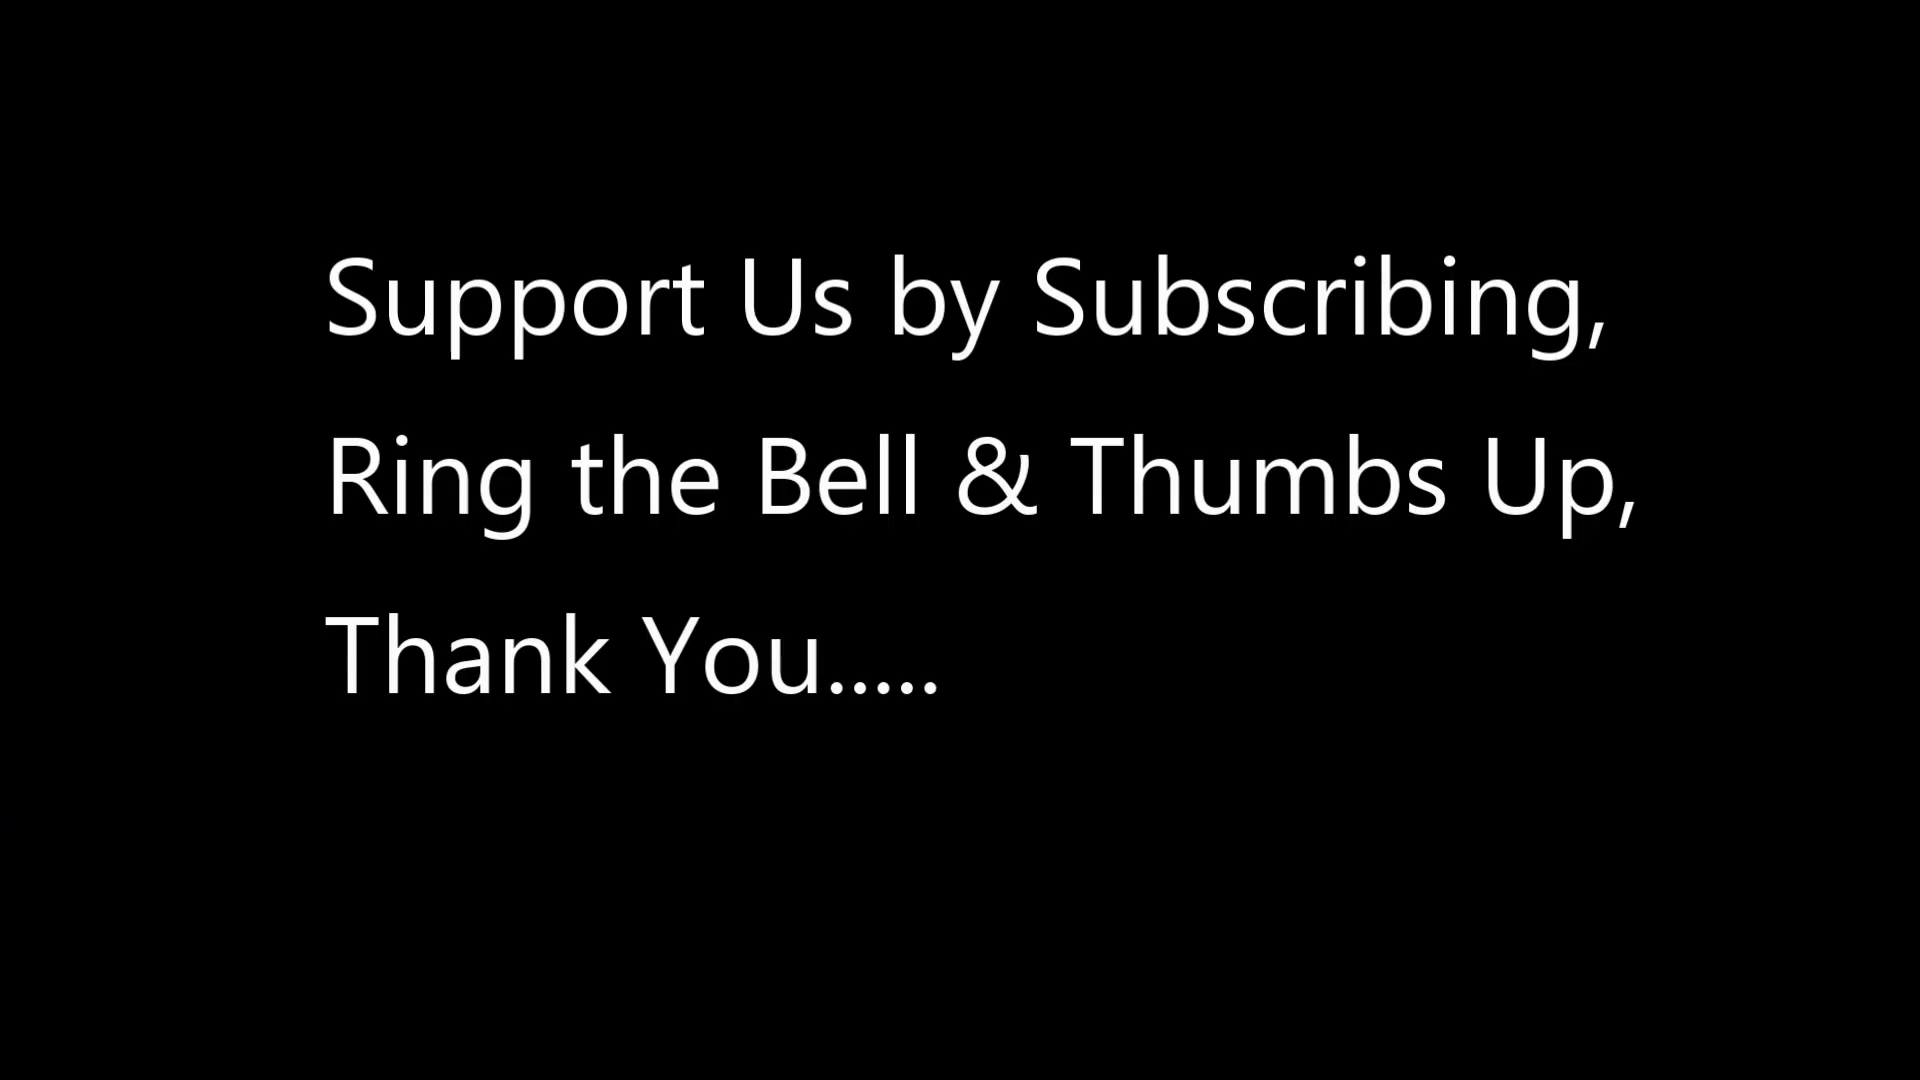 Support Us by Subscribing,
Ring the Bell & Thumbs Up,
Thank You.....